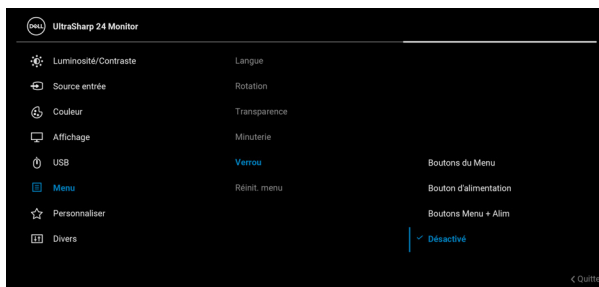 DELL UltraSharp 24 Monitor
Luminosité/Contraste Langue
Source entrée Rotation
Couleur Transparence
Affichage Minuterie
USB Verrou Boutons du Menu
Menu Réinit. menu Bouton d'alimentation
Personnaliser Boutons Menu + Alim
Divers Désactivé
Quitte